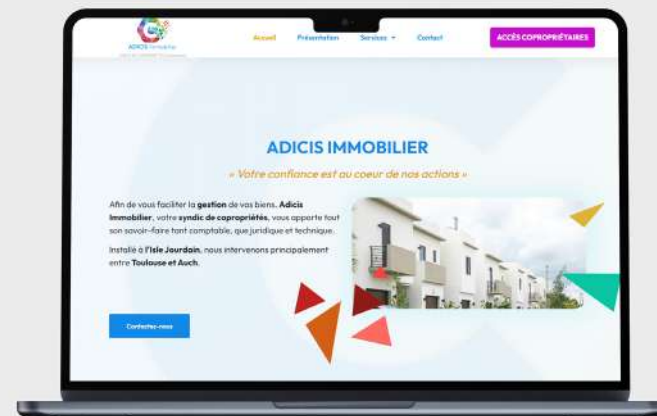 ADICIS Immobilier
Accueil Présentation Services Contact ACCÈS COPROPRIÉTAIRES
ADICIS IMMOBILIER
« Votre confiance est au coeur de nos actions »
Afin de vous faciliter la gestion de vos biens, Adicis
Immobilier, votre syndic de copropriétés, vous apporte tout
son savoir-faire tant comptable, que juridique et technique.
Installé à l'Isle Jourdain, nous intervenons principalement
entre Toulouse et Auch.
Contactez-nous